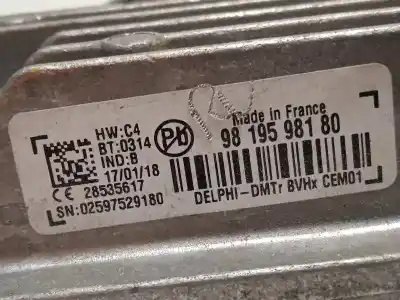 HW:C4
BT:0314
IND:B
17/01/18
28535617
SN:02597529180
Made in France
98 195 981 80
DELPHI-DMTr BVHx CEM01